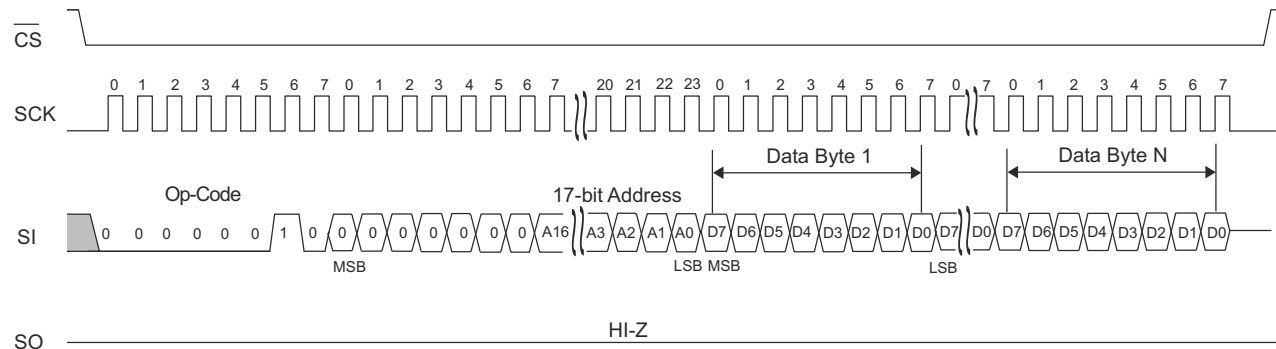 CS
0 1 2 3 4 5 6 7 0 1 2 3 4 5 6 7 20 21 22 23 0 1 2 3 4 5 6 7 0 7 0 1 2 3 4 5 6 7
SCK
Data Byte 1 Data Byte N
Op-Code 17-bit Address
SI 0 0 0 0 0 0 1 0 0 0 0 0 0 0 0 A16 A3 A2 A1 A0 D7 D6 D5 D4 D3 D2 D1 D0 D7 D0 D7 D6 D5 D4 D3 D2 D1 D0
MSB LSB MSB LSB
HI-Z
SO